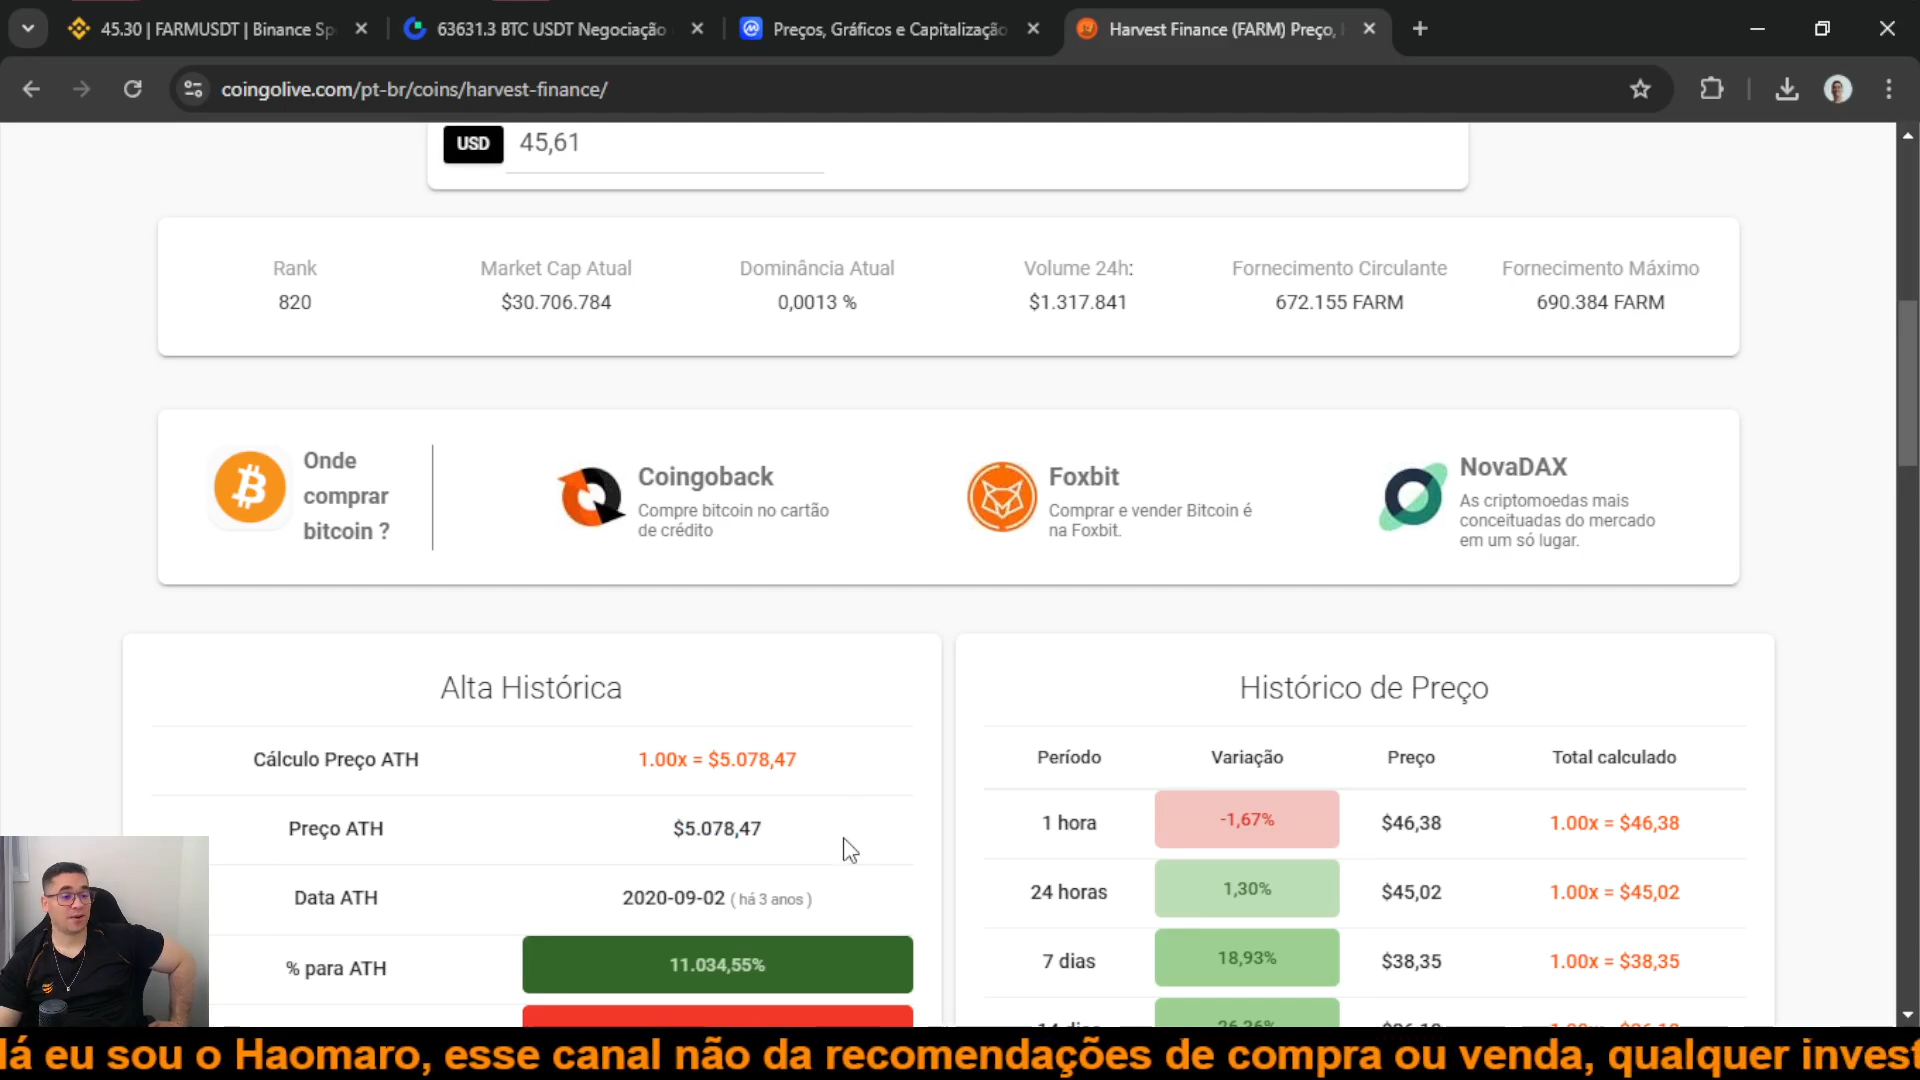 45.30 | FARMUSDT | Binance Sp
63631.3 BTC USDT Negociação
Preços, Gráficos e Capitalização
Harvest Finance (FARM) Preço,
coingolive.com/pt-br/coins/harvest-finance/
USD 45,61
Rank Market Cap Atual Dominância Atual Volume 24h: Fornecimento Circulante Fornecimento Máximo
820 $30.706.784 0,0013 % $1.317.841 672.155 FARM 690.384 FARM
Onde
comprar
bitcoin ?
Coingoback
Compre bitcoin no cartão
de crédito
Foxbit
Comprar e vender Bitcoin é
na Foxbit.
NovaDAX
As criptomoedas mais
conceituadas do mercado
em um só lugar.
Alta Histórica
Cálculo Preço ATH 1.00x = $5.078,47
Preço ATH $5.078,47
Data ATH 2020-09-02 ( há 3 anos )
% para ATH 11.034,55%
Histórico de Preço
Período Variação Preço Total calculado
1 hora -1,67% $46,38 1.00x = $46,38
24 horas 1,30% $45,02 1.00x = $45,02
7 dias 18,93% $38,35 1.00x = $38,35
lá eu sou o Haomaro, esse canal não da recomendações de compra ou venda, qualquer invest